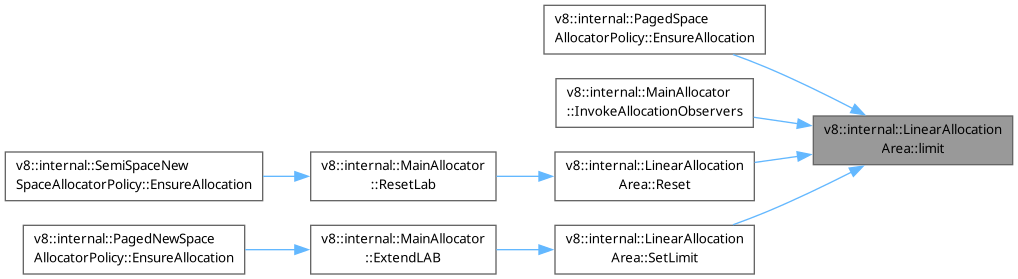 v8::internal::PagedSpace
AllocatorPolicy::EnsureAllocation
v8::internal::MainAllocator
::InvokeAllocationObservers
v8::internal::LinearAllocation
Area::limit
v8::internal::SemiSpaceNew
SpaceAllocatorPolicy::EnsureAllocation
v8::internal::MainAllocator
::ResetLab
v8::internal::LinearAllocation
Area::Reset
v8::internal::PagedNewSpace
AllocatorPolicy::EnsureAllocation
v8::internal::MainAllocator
::ExtendLAB
v8::internal::LinearAllocation
Area::SetLimit